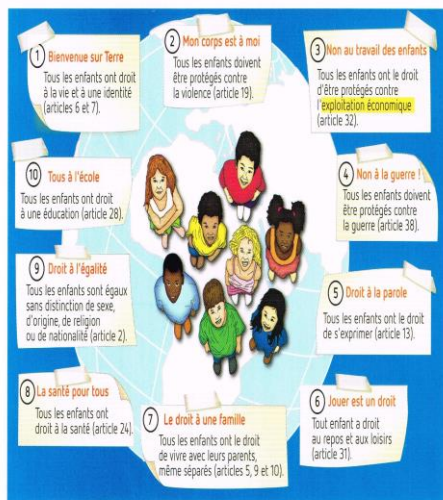 1 Bienvenue sur Terre
Tous les enfants ont droit
à la vie et à une identité
(articles 6 et 7).
2 Mon corps est à moi
Tous les enfants doivent
être protégés contre
la violence (article 19).
3 Non au travail des enfants
Tous les enfants ont le droit
d'être protégés contre
l'exploitation économique
(article 32).
4 Non à la guerre !
Tous les enfants doivent
être protégés contre
la guerre (article 38).
5 Droit à la parole
Tous les enfants ont le droit
de s'exprimer (article 13).
6 Jouer est un droit
Tout enfant a droit
au repos et aux loisirs
(article 31).
7 Le droit à une famille
Tous les enfants ont le droit
de vivre avec leurs parents,
même séparés (articles 5, 9 et 10).
8 La santé pour tous
Tous les enfants ont
droit à la santé (article 24).
9 Droit à l'égalité
Tous les enfants sont égaux
sans distinction de sexe,
d'origine, de religion
ou de nationalité (article 2).
10 Tous à l'école
Tous les enfants ont droit
à une éducation (article 28).